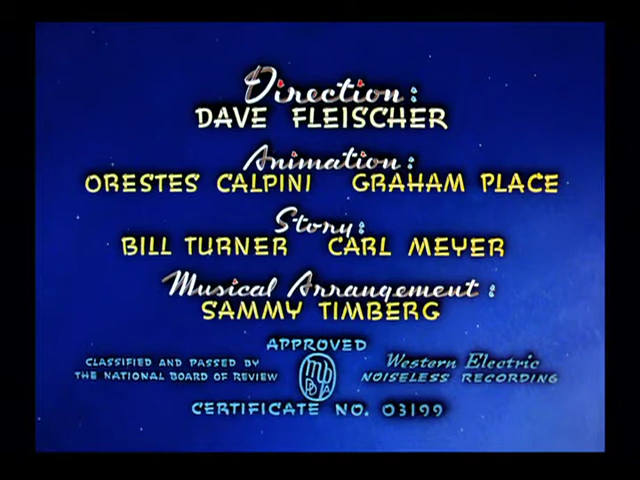 Direction:
DAVE FLEISCHER
Animation:
ORESTES CALPINI GRAHAM PLACE
Story:
BILL TURNER CARL MEYER
Musical Arrangement:
SAMMY TIMBERG
APPROVED
CLASSIFIED AND PASSED BY
THE NATIONAL BOARD OF REVIEW
MPPDA
Western Electric
NOISELESS RECORDING
CERTIFICATE NO. 03199